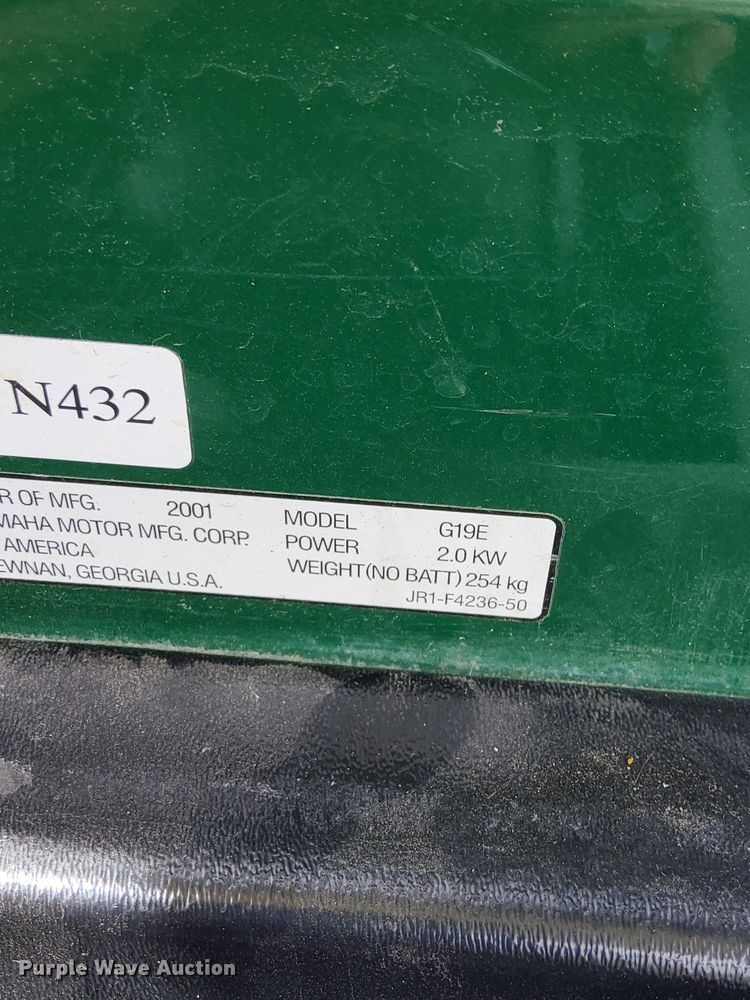 N432
R OF MFG. 2001
MAHA MOTOR MFG. CORP.
AMERICA
EWNAN, GEORGIA U.S.A.
MODEL G19E
POWER 2.0 KW
WEIGHT(NO BATT) 254 kg
JR1-F4236-50
Purple Wave Auction